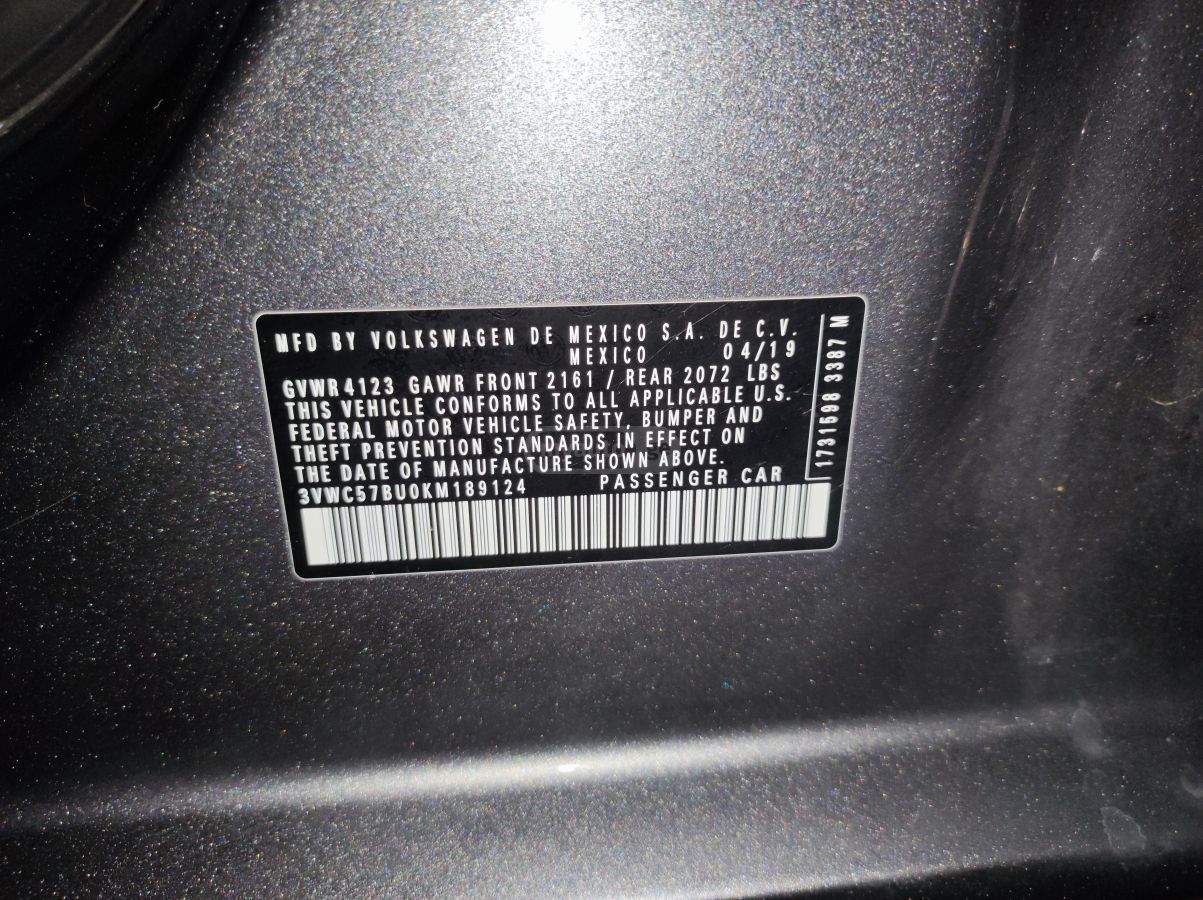 MFD BY VOLKSWAGEN DE MEXICO S.A. DE C.V.
MEXICO 04/19
GVWR 4123 GAWR FRONT 2161 / REAR 2072 LBS
THIS VEHICLE CONFORMS TO ALL APPLICABLE U.S.
FEDERAL MOTOR VEHICLE SAFETY, BUMPER AND
THEFT PREVENTION STANDARDS IN EFFECT ON
THE DATE OF MANUFACTURE SHOWN ABOVE.
3VWC57BU0KM189124 PASSENGER CAR
1731698 3387 M